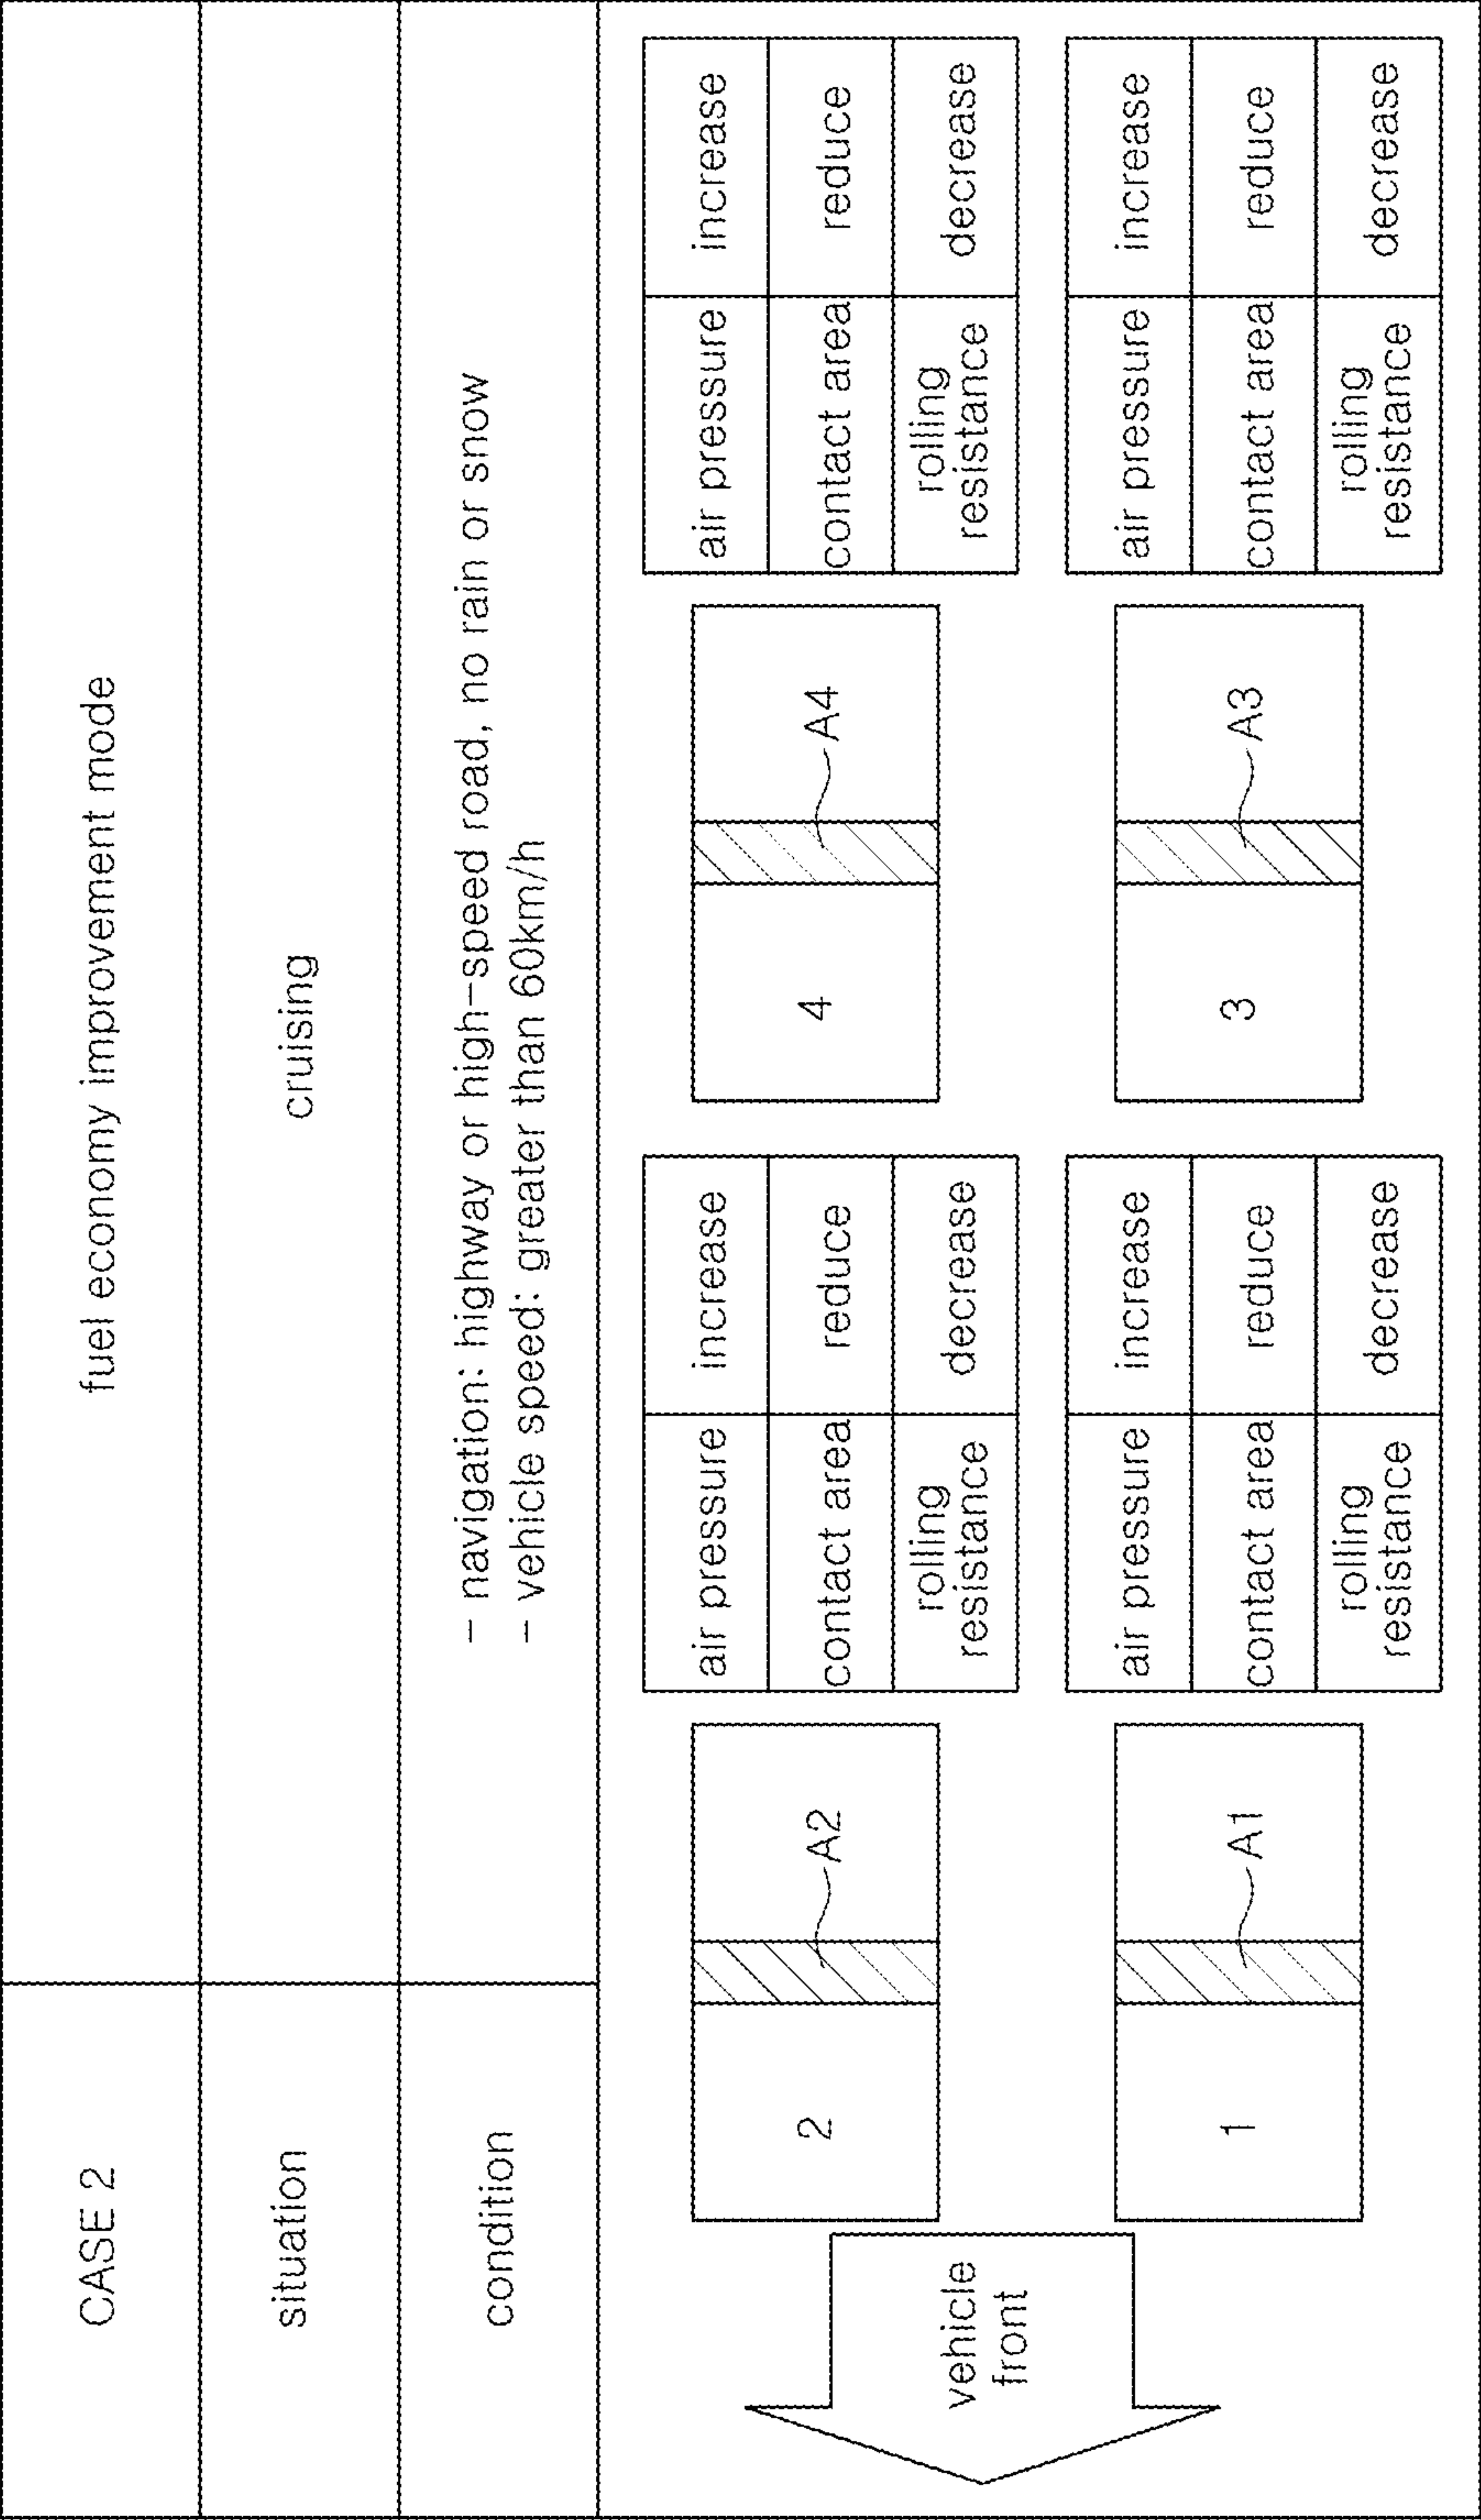 CASE 2
fuel economy improvement mode
situation
cruising
condition
- navigation: highway or high-speed road, no rain or snow
- vehicle speed: greater than 60km/h
vehicle
front
2
A2
air pressure
increase
contact area
reduce
rolling
resistance
decrease
4
A4
air pressure
increase
contact area
reduce
rolling
resistance
decrease
1
A1
air pressure
increase
contact area
reduce
rolling
resistance
decrease
3
A3
air pressure
increase
contact area
reduce
rolling
resistance
decrease